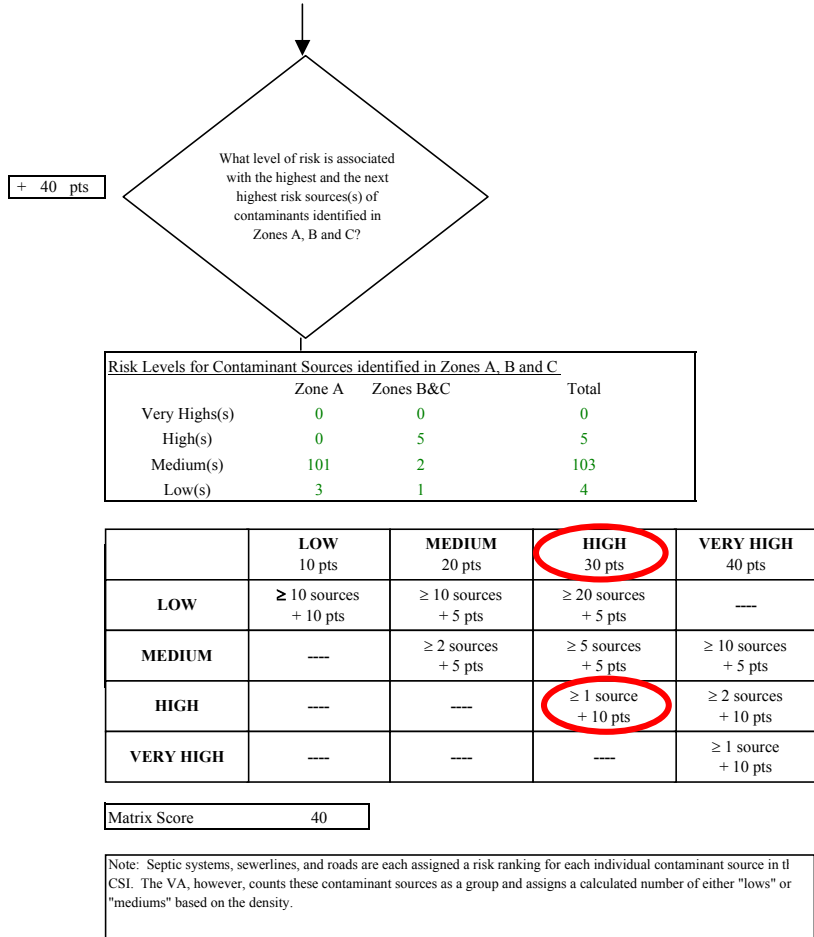 What level of risk is associated
with the highest and the next
highest risk sources(s) of
contaminants identified in
Zones A, B and C?
+ 40 pts
Risk Levels for Contaminant Sources identified in Zones A, B and C
Zone A Zones B&C Total
Very Highs(s) 0 0 0
High(s) 0 5 5
Medium(s) 101 2 103
Low(s) 3 1 4
LOW MEDIUM HIGH VERY HIGH
10 pts 20 pts 30 pts 40 pts
LOW ≥ 10 sources ≥ 10 sources ≥ 20 sources ----
+ 10 pts + 5 pts + 5 pts
MEDIUM ---- ≥ 2 sources ≥ 5 sources ≥ 10 sources
+ 5 pts + 5 pts + 5 pts
HIGH ---- ---- ≥ 1 source ≥ 2 sources
+ 10 pts + 10 pts
VERY HIGH ---- ---- ---- ≥ 1 source
+ 10 pts
Matrix Score 40
Note: Septic systems, sewerlines, and roads are each assigned a risk ranking for each individual contaminant source in
CSI. The VA, however, counts these contaminant sources as a group and assigns a calculated number of either "lows" or
"mediums" based on the density.